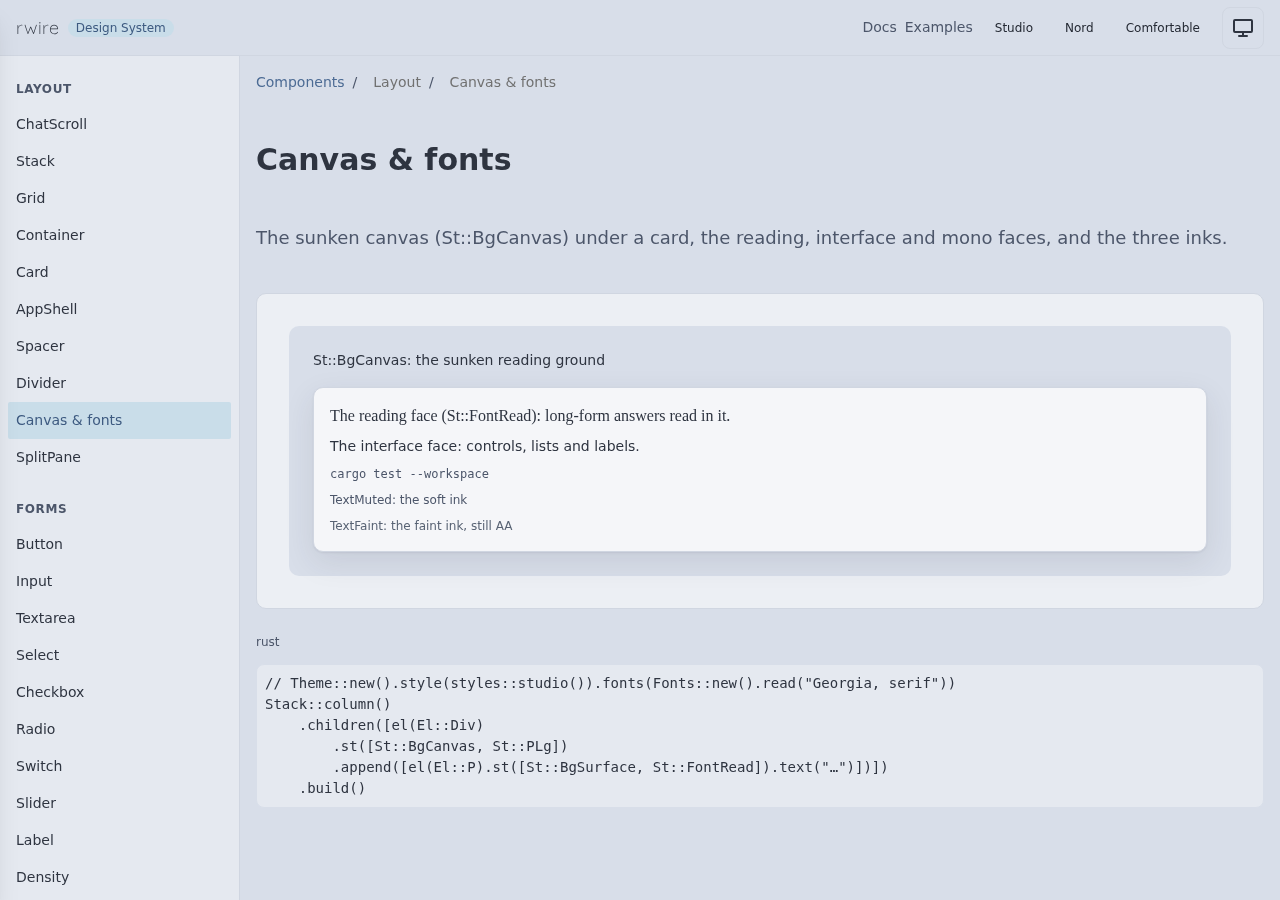 rwire Design System
Docs Examples Studio Nord Comfortable
LAYOUT
ChatScroll
Stack
Grid
Container
Card
AppShell
Spacer
Divider
Canvas & fonts
SplitPane
FORMS
Button
Input
Textarea
Select
Checkbox
Radio
Switch
Slider
Label
Density
Components / Layout / Canvas & fonts
Canvas & fonts
The sunken canvas (St::BgCanvas) under a card, the reading, interface and mono faces, and the three inks.
St::BgCanvas: the sunken reading ground
The reading face (St::FontRead): long-form answers read in it.
The interface face: controls, lists and labels.
cargo test --workspace
TextMuted: the soft ink
TextFaint: the faint ink, still AA
rust
// Theme::new().style(styles::studio()).fonts(Fonts::new().read("Georgia, serif"))
Stack::column()
    .children([el(El::Div)
        .st([St::BgCanvas, St::PLg])
        .append([el(El::P).st([St::BgSurface, St::FontRead]).text("…")])])
    .build()